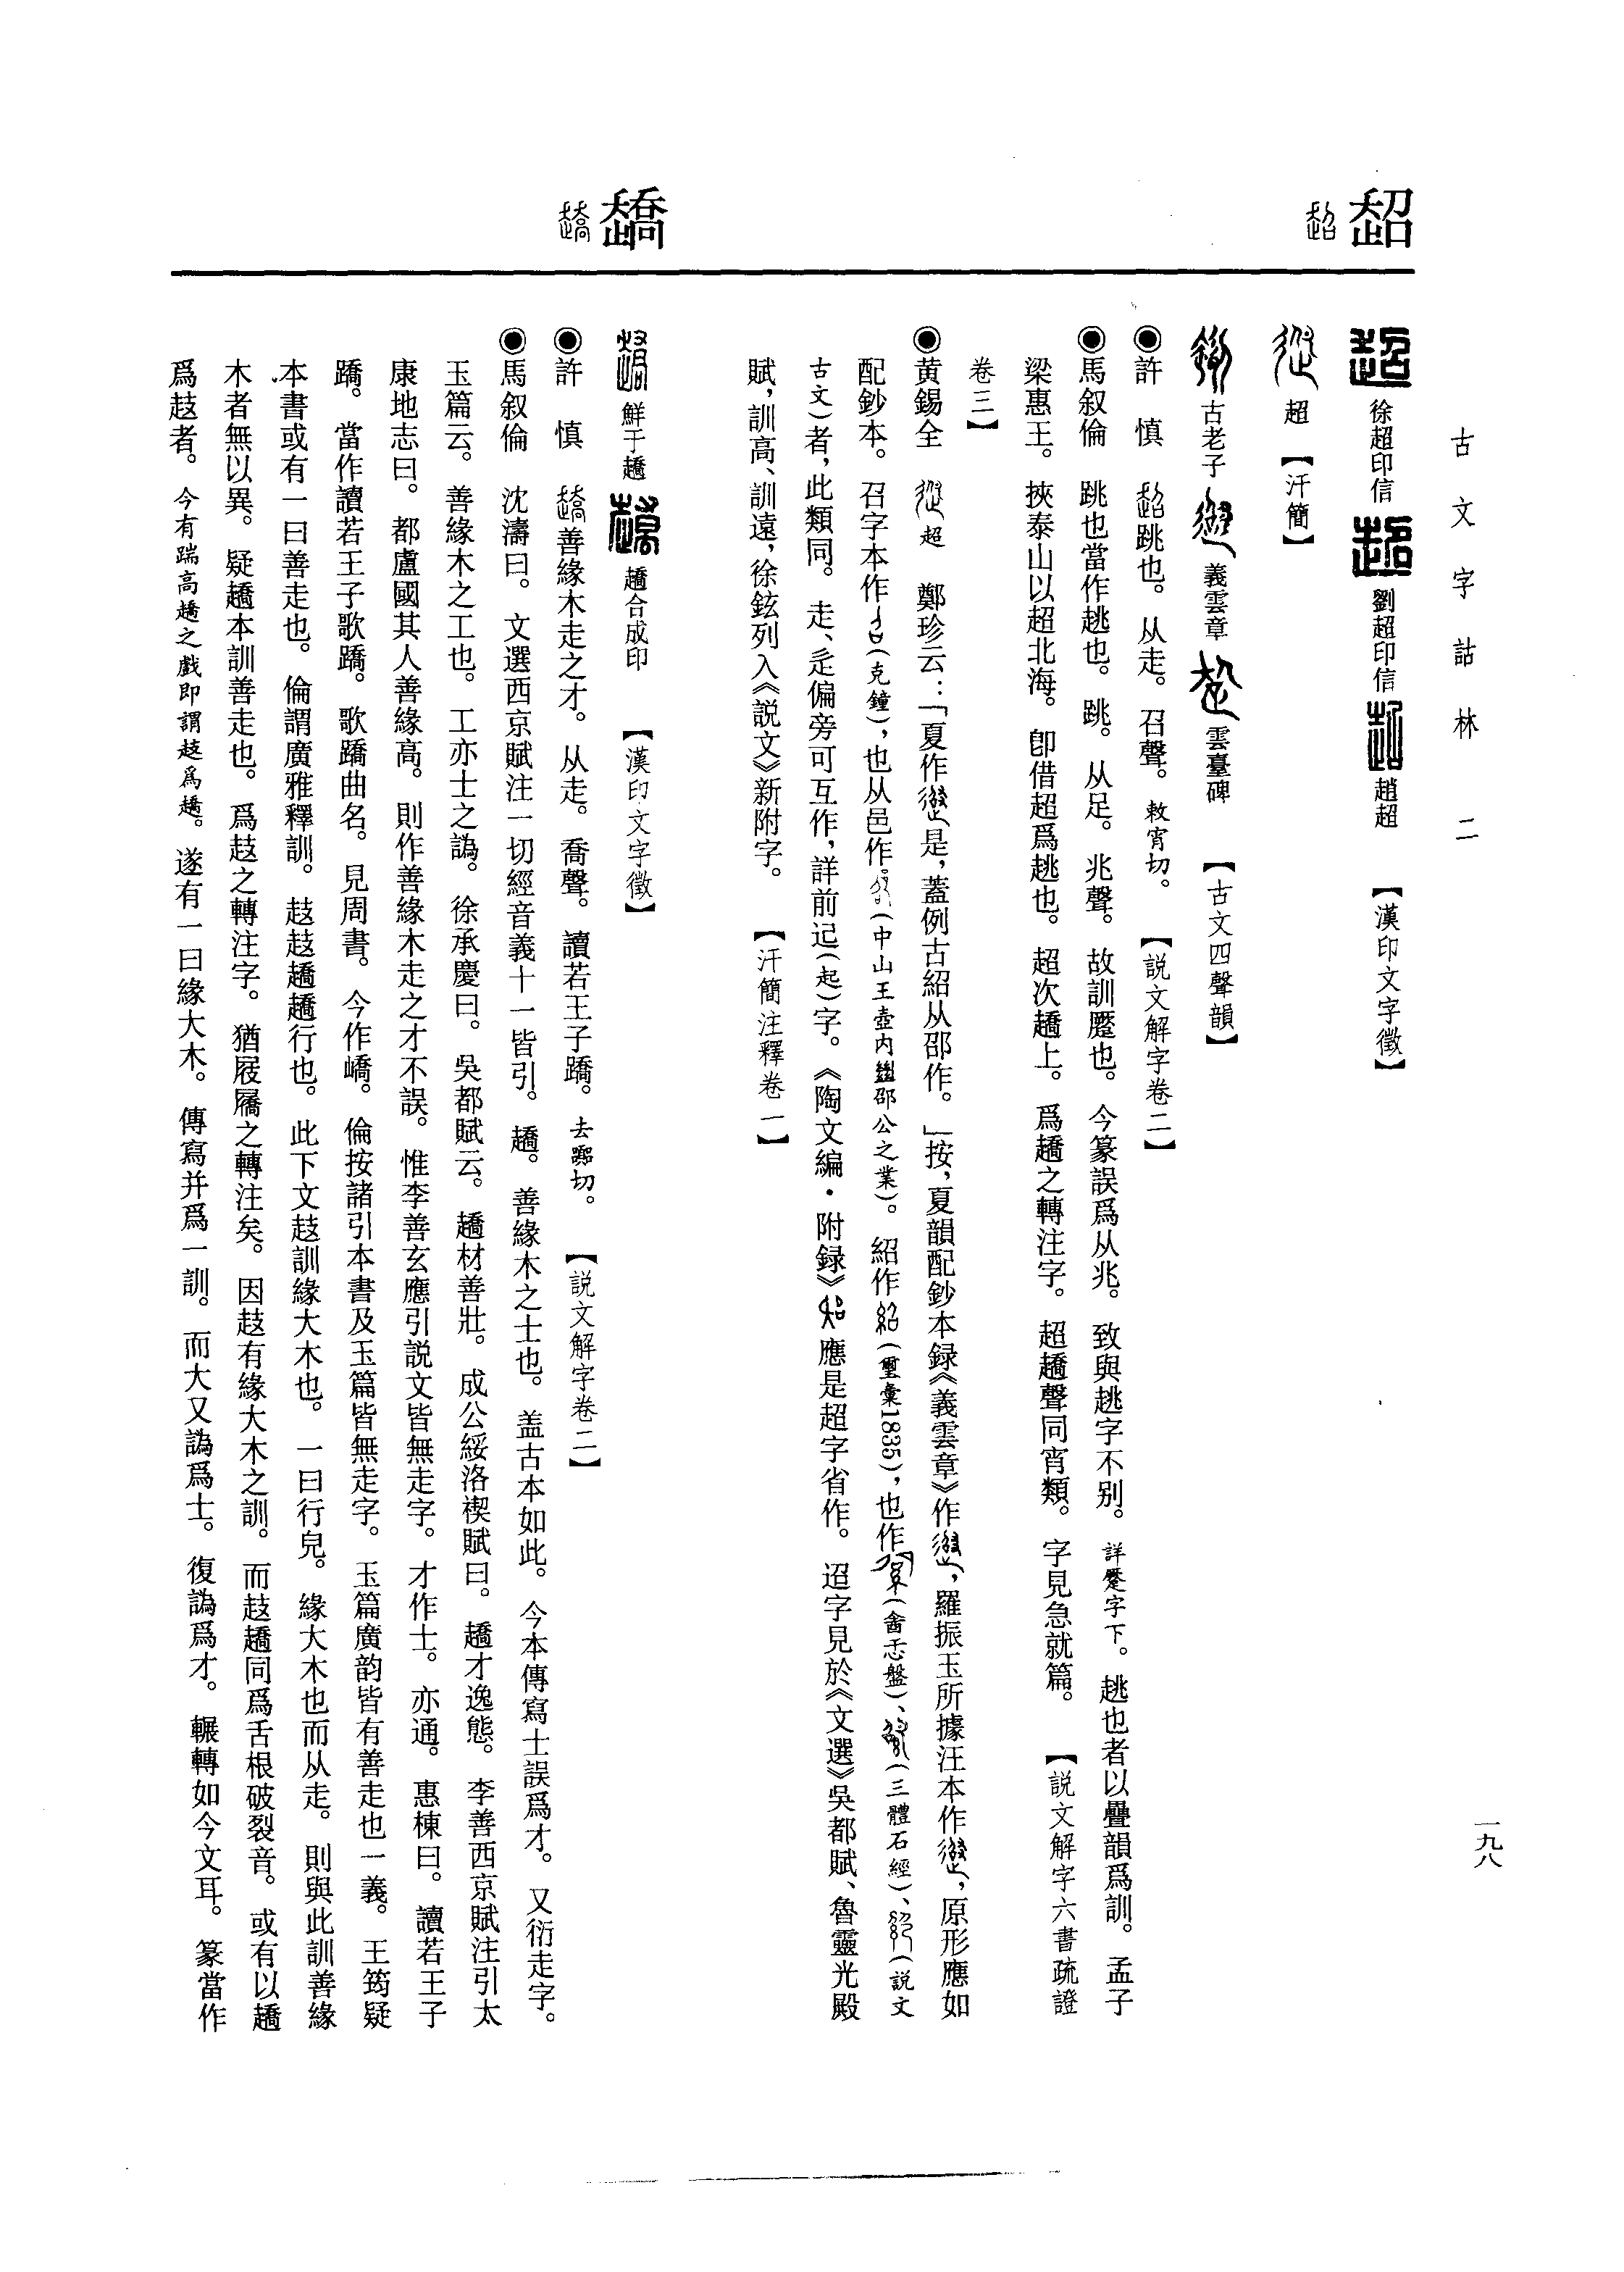 古文字詁林 二
一九八
超
徐超印信 劉超印信 趙超 【漢印文字徵】
超 【汗簡】
古老子 義雲章 雲臺碑 【古文四聲韻】
◉許 慎 跳也。从走。召聲。敕宵切。 【説文解字卷二】
◉馬叙倫 跳也當作趒也。跳。从足。兆聲。故訓蹷也。今篆誤爲从兆。致與趒字不別。詳蹷字下。趒也者以疊韻爲訓。孟子
梁惠王。挾泰山以超北海。卽借超爲趒也。超次趫上。爲趫之轉注字。超趫聲同宵類。字見急就篇。 【説文解字六書疏證
卷三】
◉黄錫全 超 鄭珍云：「夏作是，蓋例古紹从邵作。」按，夏韻配鈔本録《義雲章》作，羅振玉所據汪本作，原形應如
配鈔本。召字本作（克鐘），也从邑作（中山王壺内邵公之業）。紹作（璽彙1835），也作（酓忎盤）、（三體石經）、（説文
古文）者，此類同。走、辵偏旁可互作，詳前记（起）字。《陶文編·附録》應是超字省作。迢字見於《文選》吳都賦、魯靈光殿
賦，訓高、訓遠，徐鉉列入《説文》新附字。 【汗簡注釋卷一】
趫
鮮于趫 趫合成印 【漢印文字徵】
◉許 慎 善緣木走之才。从走。喬聲。讀若王子蹻。去嚻切。 【説文解字卷二】
◉馬叙倫 沈濤曰。文選西京賦注一切經音義十一皆引。趫。善緣木之士也。盖古本如此。今本傳寫士誤爲才。又衍走字。
玉篇云。善緣木之工也。工亦士之譌。徐承慶曰。吳都賦云。趫材善壯。成公綏洛禊賦曰。趫才逸態。李善西京賦注引太
康地志曰。都盧國其人善緣高。則作善緣木走之才不誤。惟李善玄應引説文皆無走字。才作士。亦通。惠棟曰。讀若王子
蹻。當作讀若王子歌蹻。歌蹻曲名。見周書。今作嶠。倫按諸引本書及玉篇皆無走字。玉篇廣韵皆有善走也一義。王筠疑
本書或有一曰善走也。倫謂廣雅釋訓。趌趌趫趫行也。此下文趌訓緣大木也。一曰行皃。緣大木也而从走。則與此訓善緣
木者無以異。疑趫本訓善走也。爲趌之轉注字。猶屐屩之轉注矣。因趌有緣大木之訓。而趌趫同爲舌根破裂音。或有以趫
爲趌者。今有踹高趫之戲即謂趌爲趫。遂有一曰緣大木。傳寫并爲一訓。而大又譌爲士。復譌爲才。輾轉如今文耳。篆當作